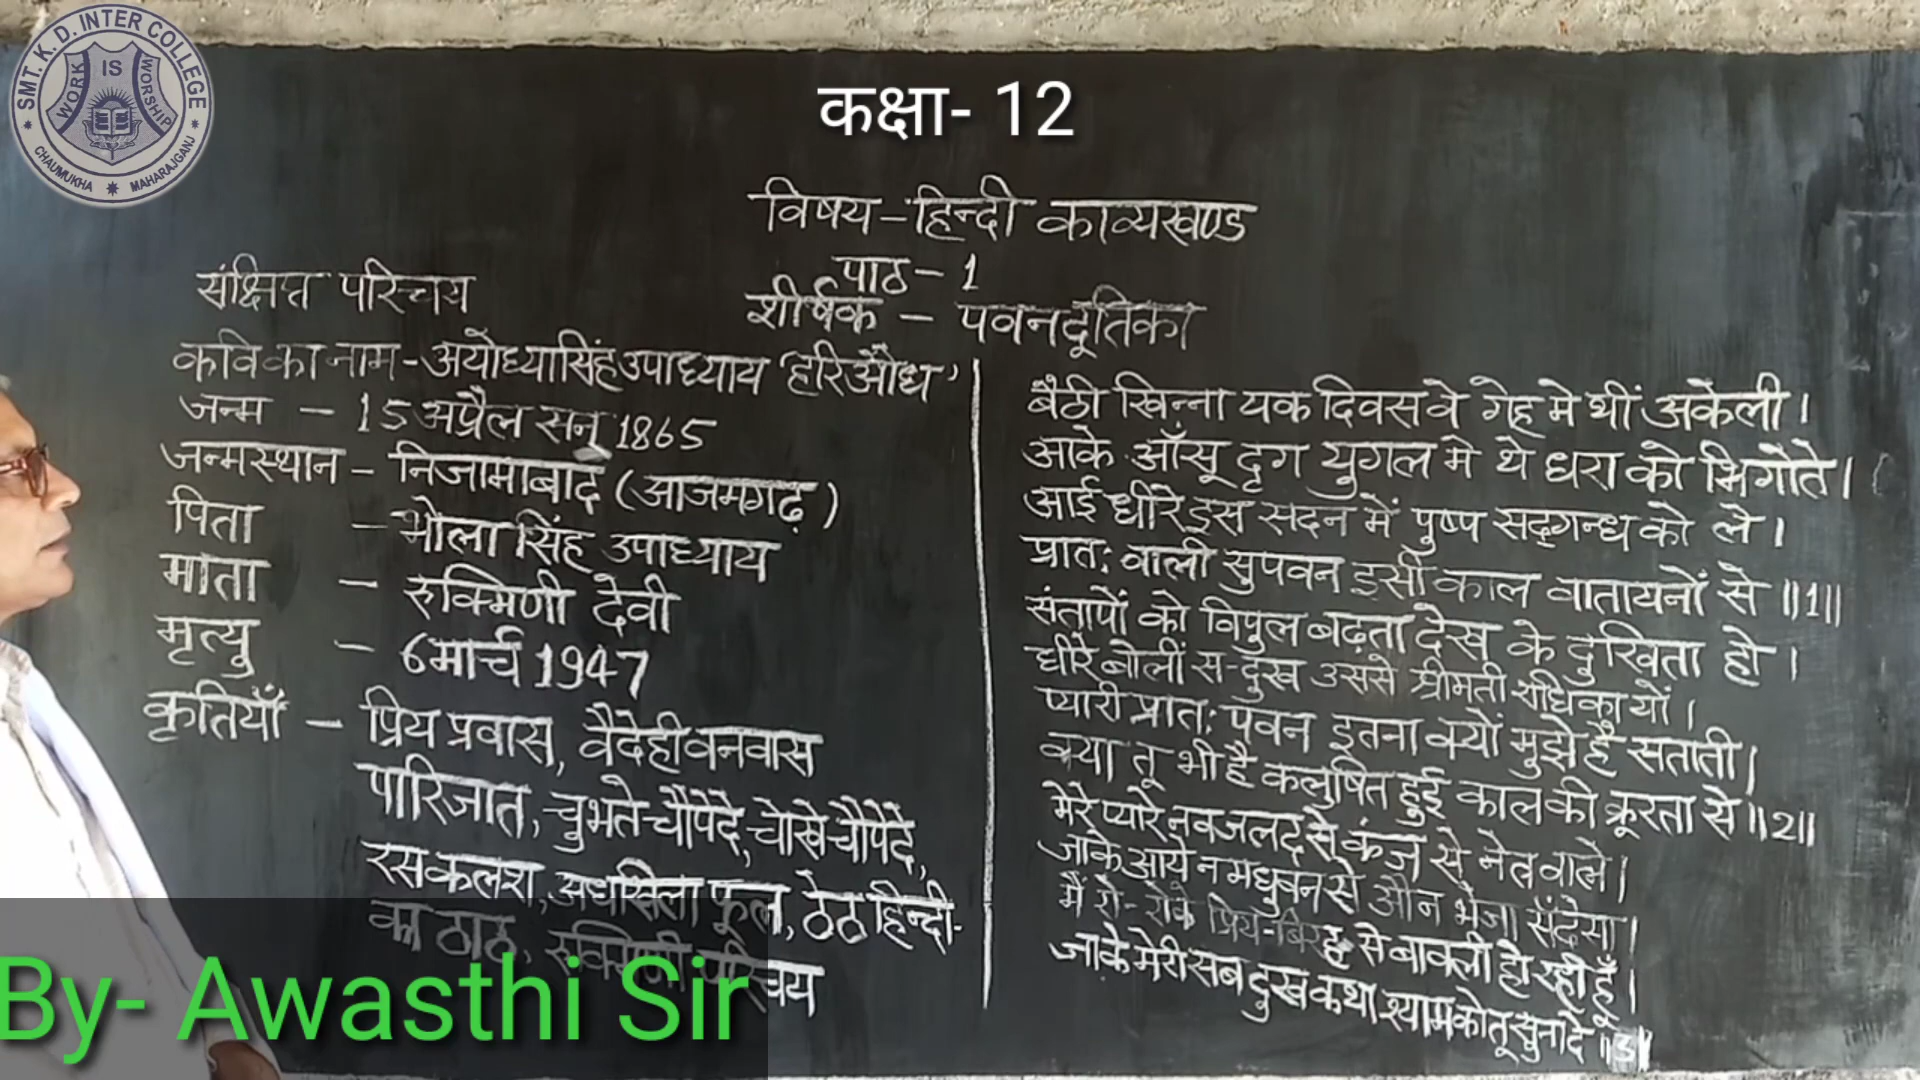 SMT. K. D. INTER COLLEGE
WORK IS WORSHIP
CHAUMUKHA * MAHARAJGANJ
कक्षा- 12
विषय - हिन्दी काव्यखण्ड
पाठ - 1
शीर्षक - पवनदूतिका
संक्षिप्त परिचय
कवि का नाम - अयोध्यासिंह उपाध्याय 'हरिऔध'
जन्म - 15 अप्रैल सन् 1865
जन्मस्थान - निजामाबाद (आजमगढ़)
पिता - भोला सिंह उपाध्याय
माता - रुक्मिणी देवी
मृत्यु - 6 मार्च 1947
कृतियाँ - प्रिय प्रवास, वैदेही वनवास
पारिजात, चुभते चौपदे, चोखे चौपदे,
रसकलश, अधखिला फूल, ठेठ हिन्दी-
का ठाठ, रुक्मिणी परिचय
बैठी खिन्ना यक दिवस वे गेह मे थीं अकेली।
आके आँसू दृग युगल मे थे धरा को भिगोते।
आई धीरे इस सदन में पुष्प सद्गन्ध को ले।
प्रातः वाली सुपवन इसी काल वातायनों से ॥1॥
संतापों को विपुल बढ़ता देख के दुखिता हो।
धीरे बोलीं स-दुख उससे श्रीमती राधिका यों।
प्यारी प्रातः पवन इतना क्यों मुझे है सताती।
क्या तू भी है कलुषित हुई काल की क्रूरता से ॥2॥
मेरे प्यारे नव जलद से कंज से नेत्र वाले।
जाके आये न मधुवन से औ न भेजा संदेसा।
मैं रो-रोके प्रिय-बिरह से बावली हो रही हूँ।
जाके मेरी सब दुख कथा श्याम को तू सुना दे ॥3॥
By- Awasthi Sir